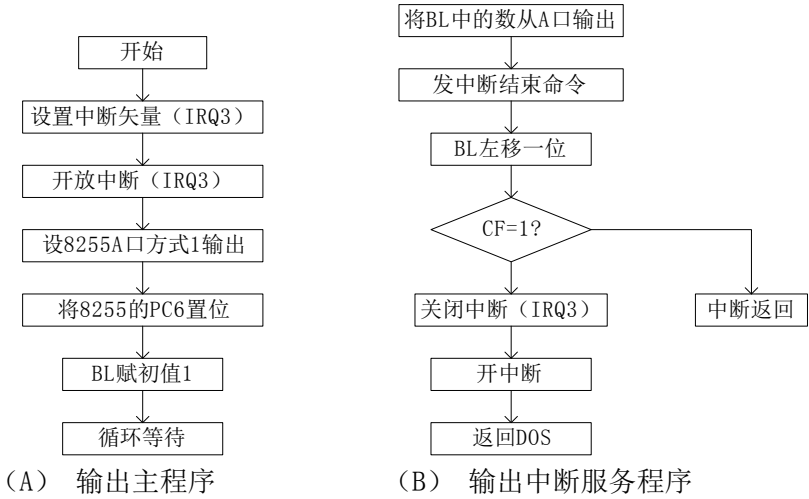 开始
设置中断矢量（IRQ3）
开放中断（IRQ3）
设8255A口方式1输出
将8255的PC6置位
BL赋初值1
循环等待
（A） 输出主程序
将BL中的数从A口输出
发中断结束命令
BL左移一位
CF=1?
关闭中断（IRQ3）
中断返回
开中断
返回DOS
（B） 输出中断服务程序